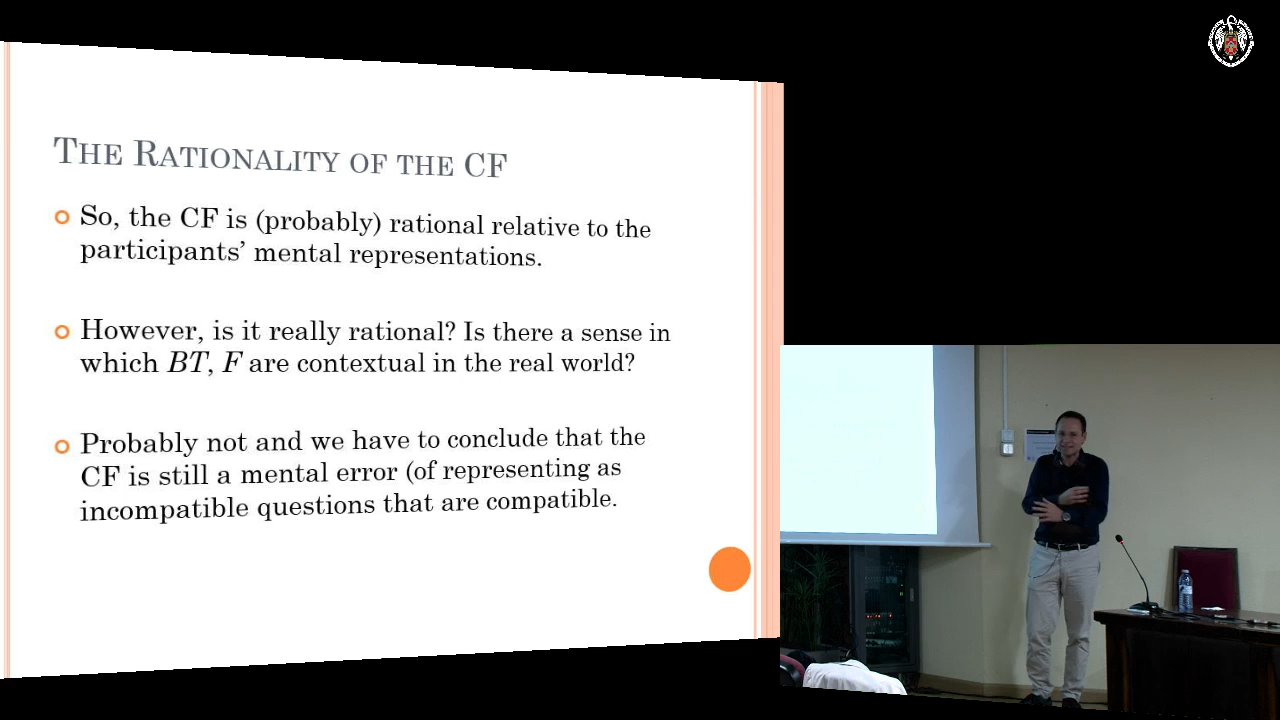 THE RATIONALITY OF THE CF
So, the CF is (probably) rational relative to the
participants’ mental representations.
However, is it really rational? Is there a sense in
which BT, F are contextual in the real world?
Probably not and we have to conclude that the
CF is still a mental error (of representing as
incompatible questions that are compatible.